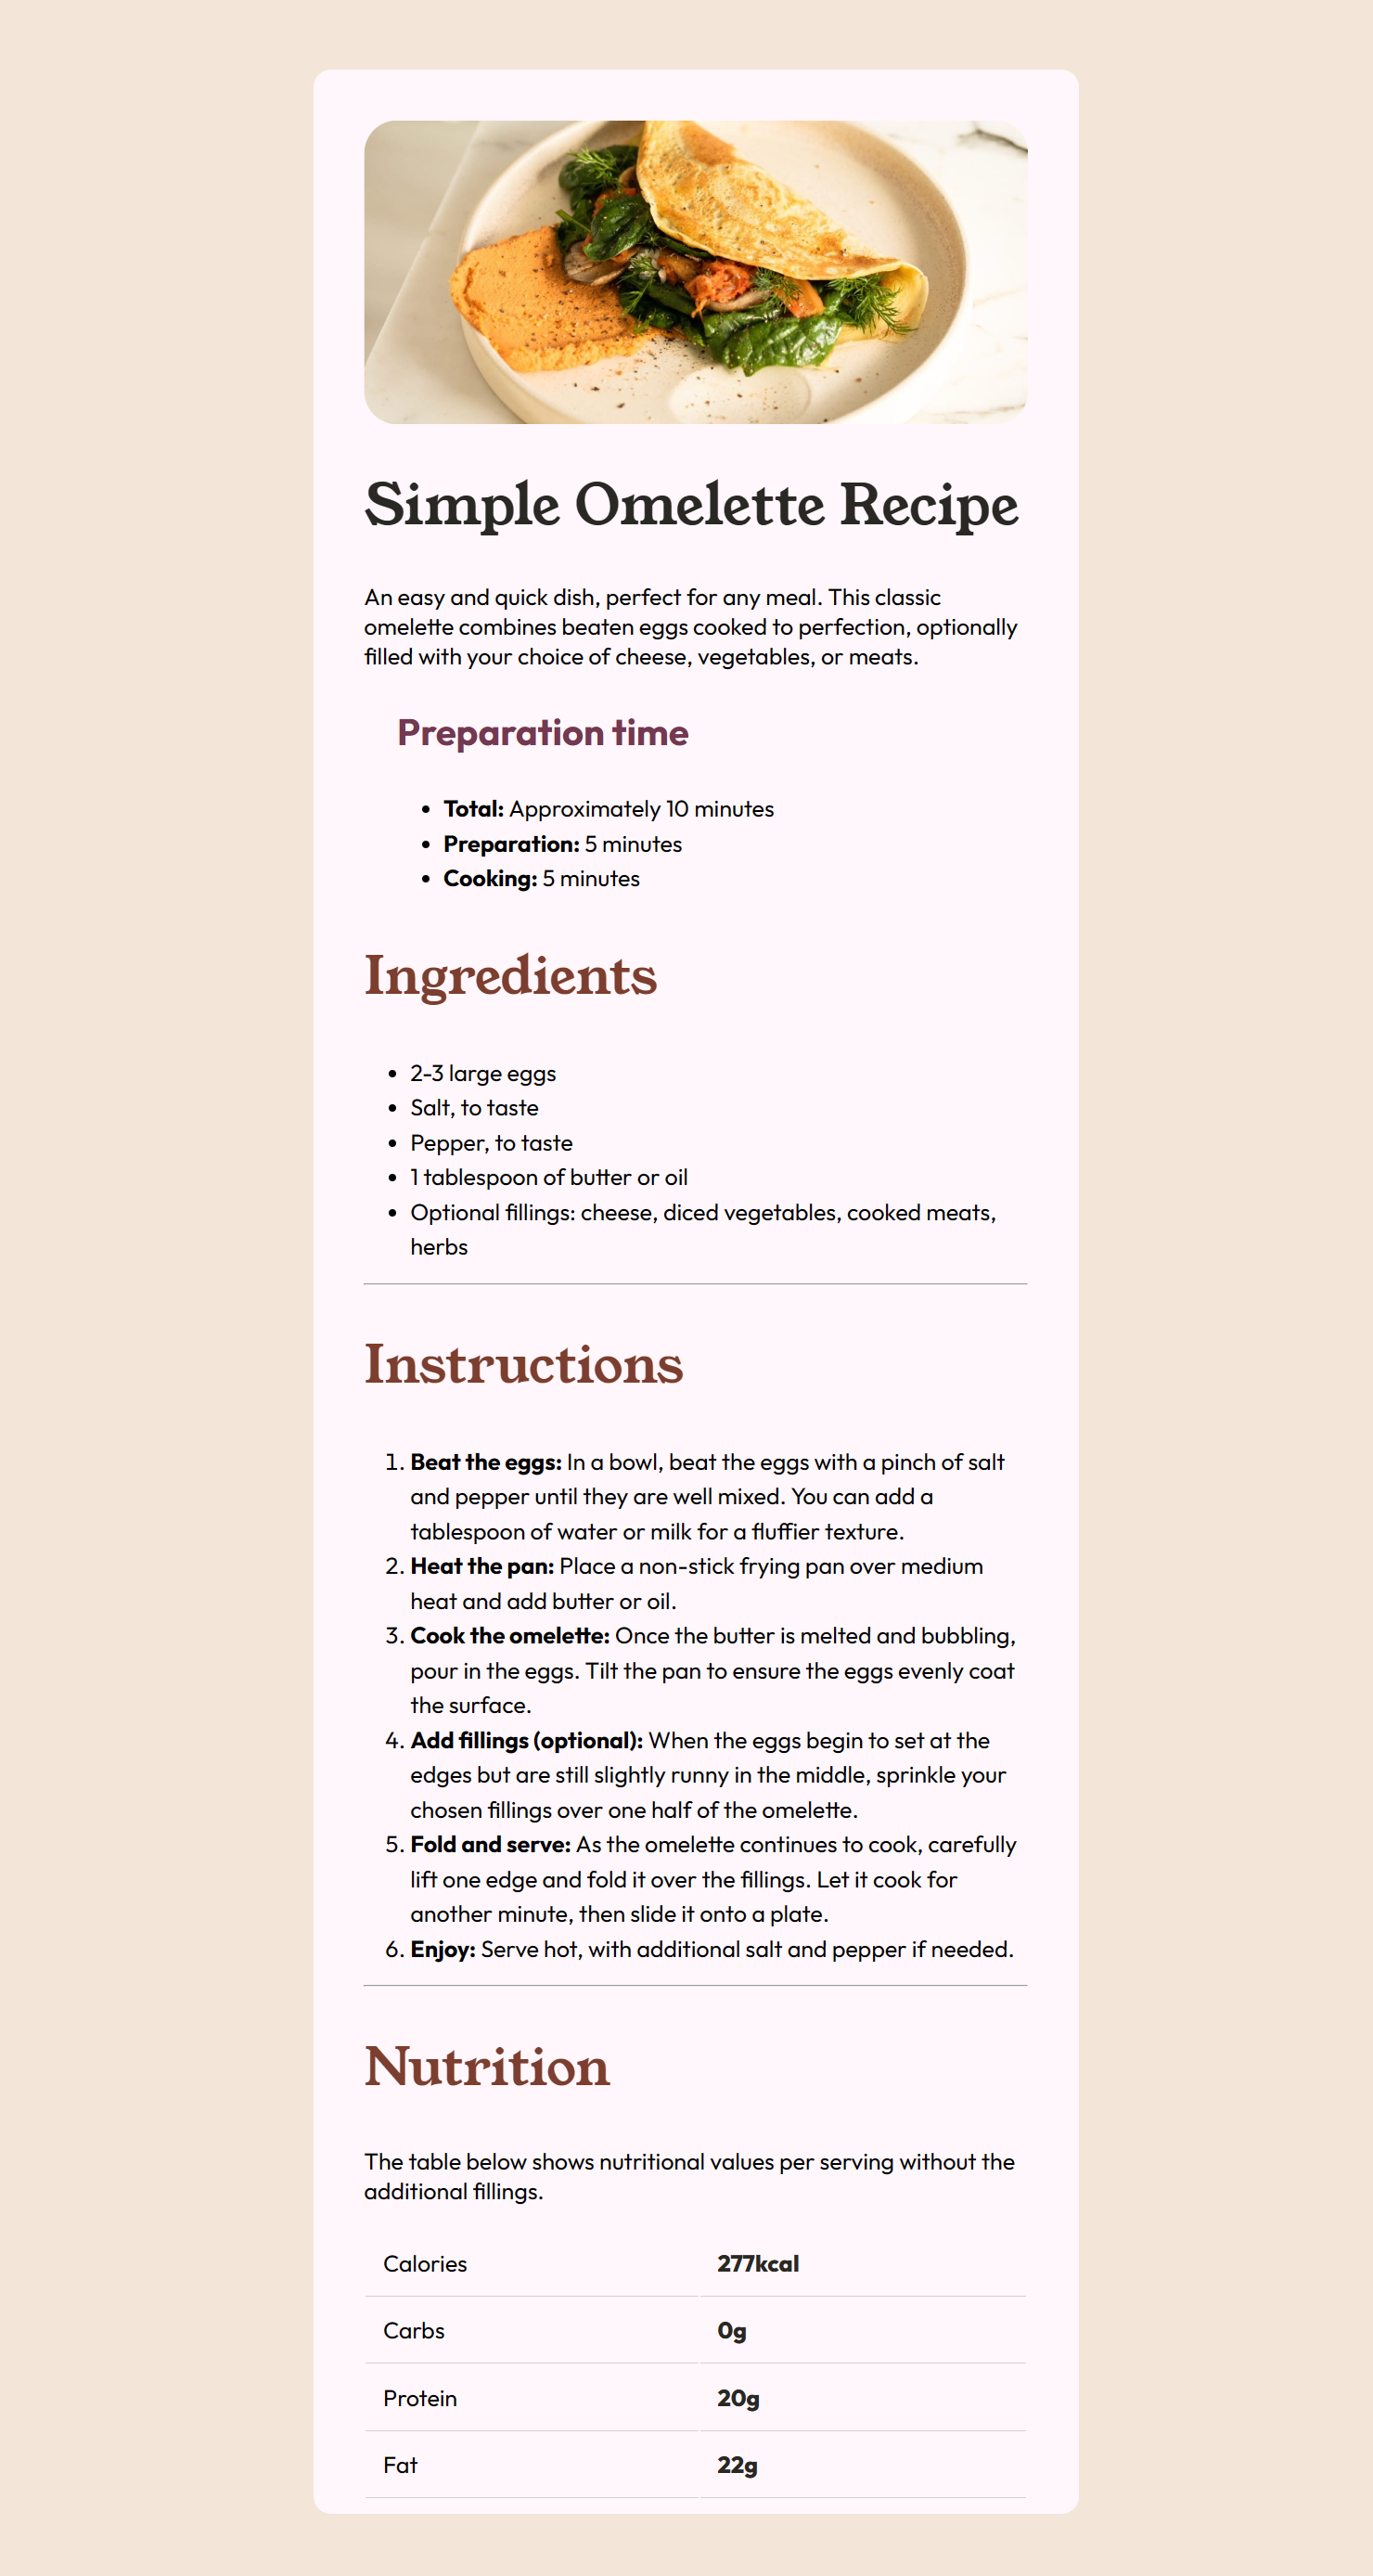 Simple Omelette Recipe
An easy and quick dish, perfect for any meal. This classic
omelette combines beaten eggs cooked to perfection, optionally
filled with your choice of cheese, vegetables, or meats.
Preparation time
• Total: Approximately 10 minutes
• Preparation: 5 minutes
• Cooking: 5 minutes
Ingredients
• 2-3 large eggs
• Salt, to taste
• Pepper, to taste
• 1 tablespoon of butter or oil
• Optional fillings: cheese, diced vegetables, cooked meats,
herbs
Instructions
1. Beat the eggs: In a bowl, beat the eggs with a pinch of salt
and pepper until they are well mixed. You can add a
tablespoon of water or milk for a fluffier texture.
2. Heat the pan: Place a non-stick frying pan over medium
heat and add butter or oil.
3. Cook the omelette: Once the butter is melted and bubbling,
pour in the eggs. Tilt the pan to ensure the eggs evenly coat
the surface.
4. Add fillings (optional): When the eggs begin to set at the
edges but are still slightly runny in the middle, sprinkle your
chosen fillings over one half of the omelette.
5. Fold and serve: As the omelette continues to cook, carefully
lift one edge and fold it over the fillings. Let it cook for
another minute, then slide it onto a plate.
6. Enjoy: Serve hot, with additional salt and pepper if needed.
Nutrition
The table below shows nutritional values per serving without the
additional fillings.
Calories 277kcal
Carbs 0g
Protein 20g
Fat 22g